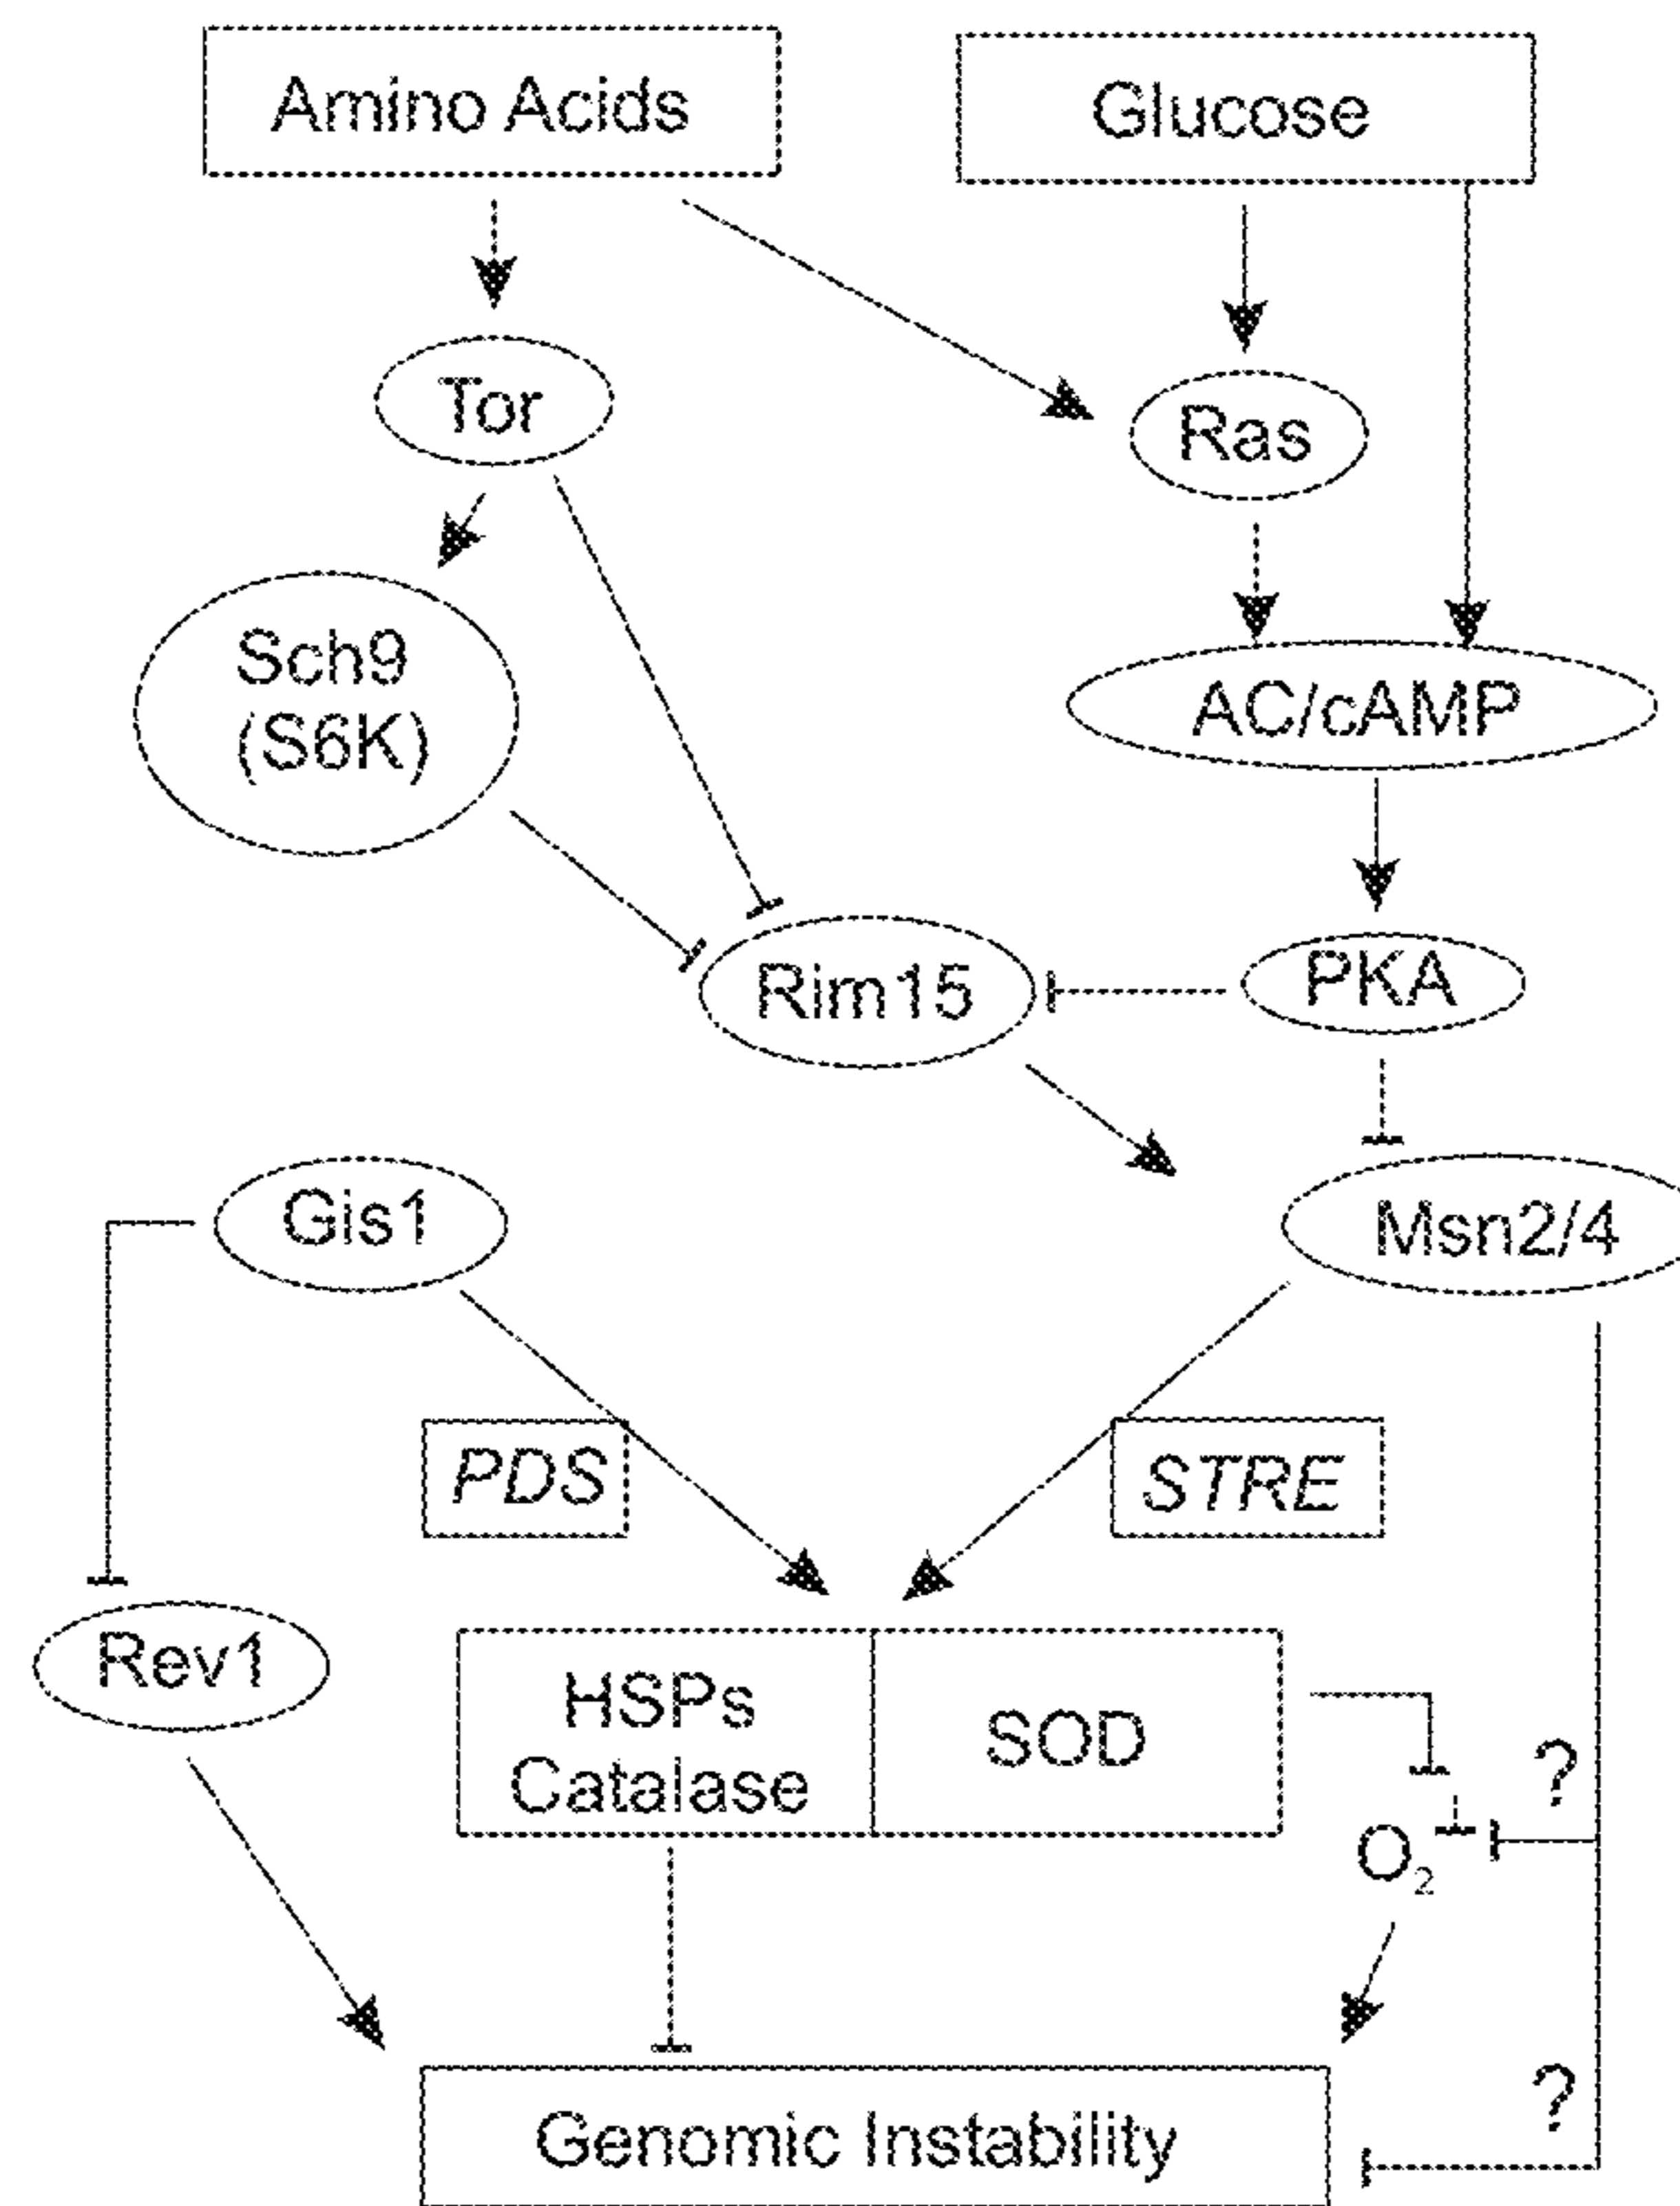 Amino Acids
Glucose
Tor
Ras
Sch9
(S6K)
AC/cAMP
Rim15
PKA
Gis1
Msn2/4
PDS
STRE
Rev1
HSPs
Catalase
SOD
?
O₂
?
Genomic Instability